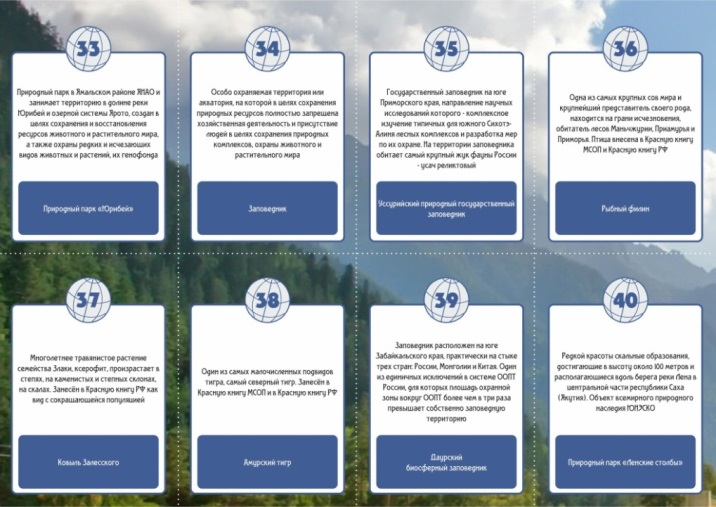 33
Природный парк в Ямальском районе ЯНАО и
занимает территорию в долине реки
Юрибей и озерной системы Ярото, создан в
целях сохранения и восстановления
ресурсов животного и растительного мира,
а также охраны редких и исчезающих
видов животных и растений, их генофонда
Природный парк «Юрибей»
34
Особо охраняемая территория или
акватория, на которой в целях сохранения
природных ресурсов полностью запрещена
хозяйственная деятельность и присутствие
людей в целях сохранения природных
комплексов, охраны животного и
растительного мира
Заповедник
35
Государственный заповедник на юге
Приморского края, направление научных
исследований которого - комплексное
изучение типичных для южного Сихотэ-
Алиня лесных комплексов и разработка мер
по их охране. На территории заповедника
обитает самый крупный жук фауны России
- усач реликтовый
Уссурийский природный государственный
заповедник
36
Одна из самых крупных сов мира и
крупнейший представитель своего рода,
находится на грани исчезновения,
обитатель лесов Маньчжурии, Приамурья и
Приморья. Птица внесена в Красную книгу
МСОП и Красную книгу РФ
Рыбный филин
37
Многолетнее травянистое растение
семейства Злаки, ксерофит, произрастает в
степях, на каменистых и степных склонах,
на скалах. Занесён в Красную книгу РФ как
вид с сокращающейся популяцией
Ковыль Залесского
38
Один из самых малочисленных подвидов
тигра, самый северный тигр. Занесён в
Красную книгу МСОП и в Красную книгу РФ
Амурский тигр
39
Заповедник расположен на юге
Забайкальского края, практически на стыке
трех стран: России, Монголии и Китая. Один
из единичных исключений в системе ООПТ
России, для которых площадь охранной
зоны вокруг ООПТ более чем в три раза
превышает собственно заповедную
территорию
Даурский
биосферный заповедник
40
Редкой красоты скальные образования,
достигающие в высоту около 100 метров и
располагающиеся вдоль берега реки Лена в
центральной части республики Саха
(Якутия). Объект всемирного природного
наследия ЮНЭСКО
Природный парк «Ленские столбы»